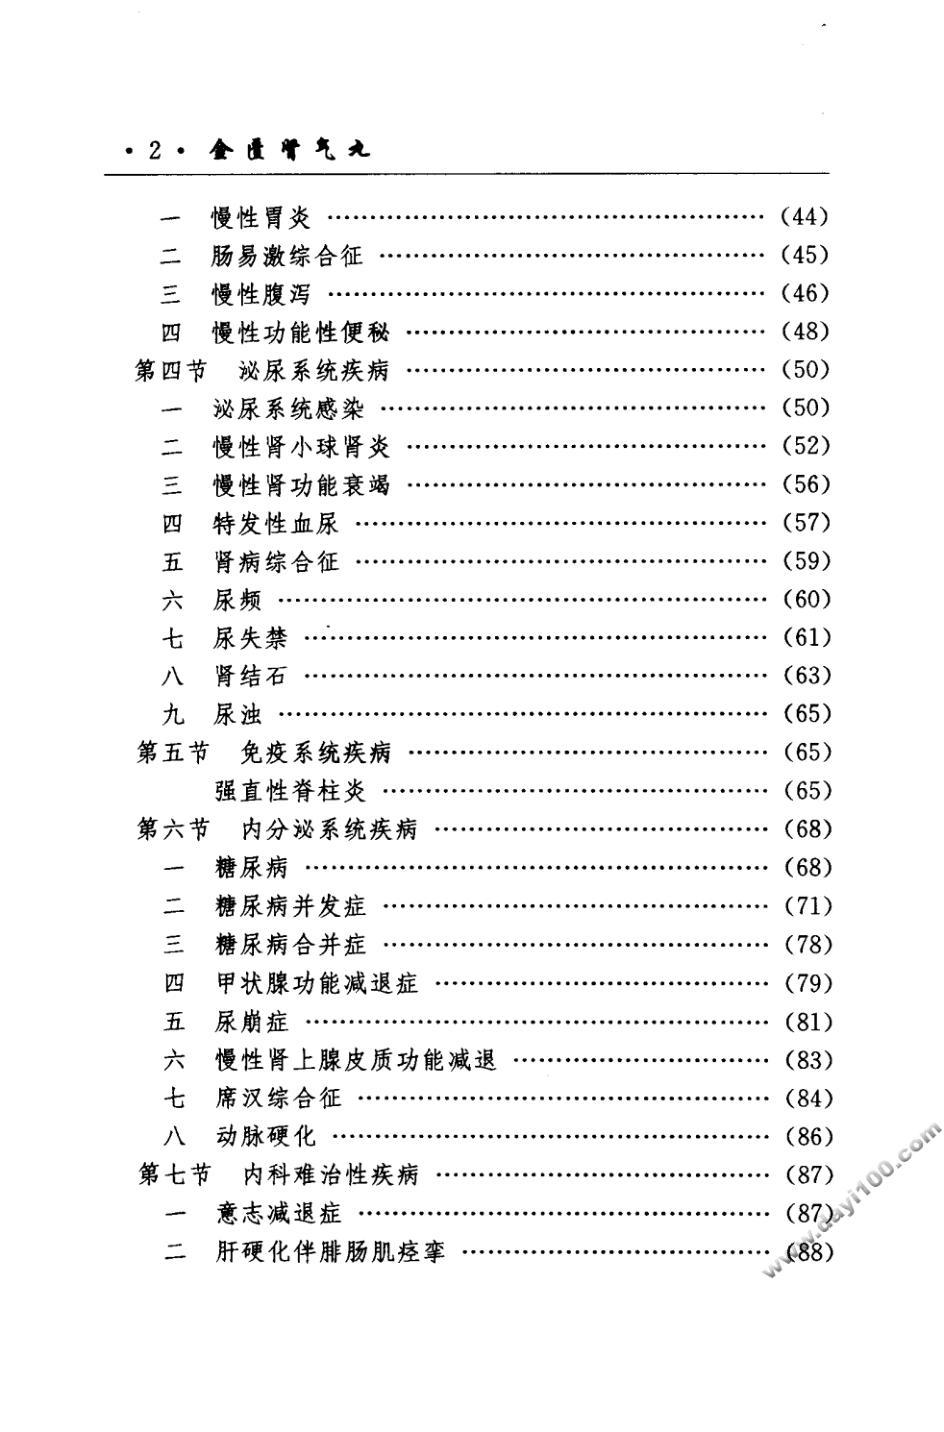 ·2· 金匮肾气丸
一 慢性胃炎 …………………………………………… (44)
二 肠易激综合征 ……………………………………… (45)
三 慢性腹泻 …………………………………………… (46)
四 慢性功能性便秘 …………………………………… (48)
第四节 泌尿系统疾病 …………………………………… (50)
一 泌尿系统感染 ……………………………………… (50)
二 慢性肾小球肾炎 …………………………………… (52)
三 慢性肾功能衰竭 …………………………………… (56)
四 特发性血尿 ………………………………………… (57)
五 肾病综合征 ………………………………………… (59)
六 尿频 ………………………………………………… (60)
七 尿失禁 ……………………………………………… (61)
八 肾结石 ……………………………………………… (63)
九 尿浊 ………………………………………………… (65)
第五节 免疫系统疾病 …………………………………… (65)
强直性脊柱炎 ……………………………………… (65)
第六节 内分泌系统疾病 ………………………………… (68)
一 糖尿病 ……………………………………………… (68)
二 糖尿病并发症 ……………………………………… (71)
三 糖尿病合并症 ……………………………………… (78)
四 甲状腺功能减退症 ………………………………… (79)
五 尿崩症 ……………………………………………… (81)
六 慢性肾上腺皮质功能减退 ………………………… (83)
七 席汉综合征 ………………………………………… (84)
八 动脉硬化 …………………………………………… (86)
第七节 内科难治性疾病 ………………………………… (87)
一 意志减退症 ………………………………………… (87)
二 肝硬化伴腓肠肌痉挛 ……………………………… (88)
www.dayi100.com